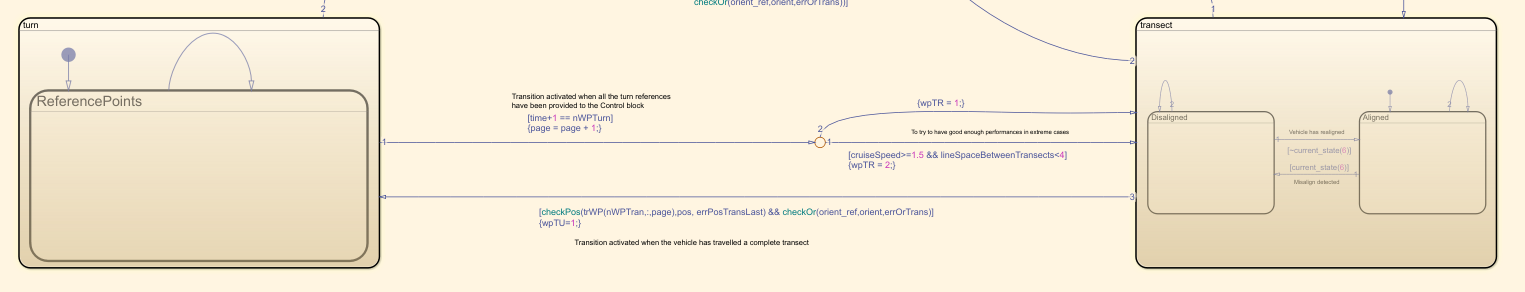 2
checkOr(orient_ref,orient,errOrTrans))]
1
turn
transect
ReferencePoints
2
Transition activated when all the turn references
have been provided to the Control block
[time+1 == nWPTurn]
{page = page + 1;}
{wpTR = 1;}
2
To try to have good enough performances in extreme cases
1
1
[cruiseSpeed>=1.5 && lineSpaceBetweenTransects<4]
{wpTR = 2;}
2
2
Disaligned
Aligned
Vehicle has realigned
[~current_state(6)]
[current_state(6)]
Misalign detected
3
[checkPos(trWP(nWPTran,:,page),pos, errPosTransLast) && checkOr(orient_ref,orient,errOrTrans)]
{wpTU=1;}
Transition activated when the vehicle has travelled a complete transect